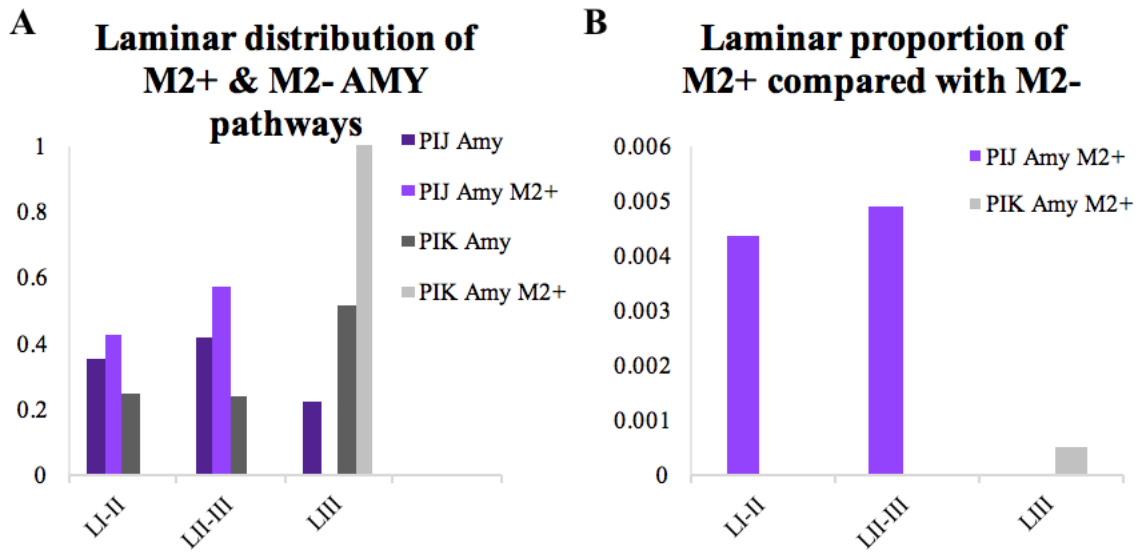 A
Laminar distribution of
M2+ & M2- AMY
pathways
1
0.8
0.6
0.4
0.2
0
LI-II
LII-III
LIII
PIJ Amy
PIJ Amy M2+
PIK Amy
PIK Amy M2+
B
Laminar proportion of
M2+ compared with M2-
0.006
0.005
0.004
0.003
0.002
0.001
0
LI-II
LII-III
LIII
PIJ Amy M2+
PIK Amy M2+